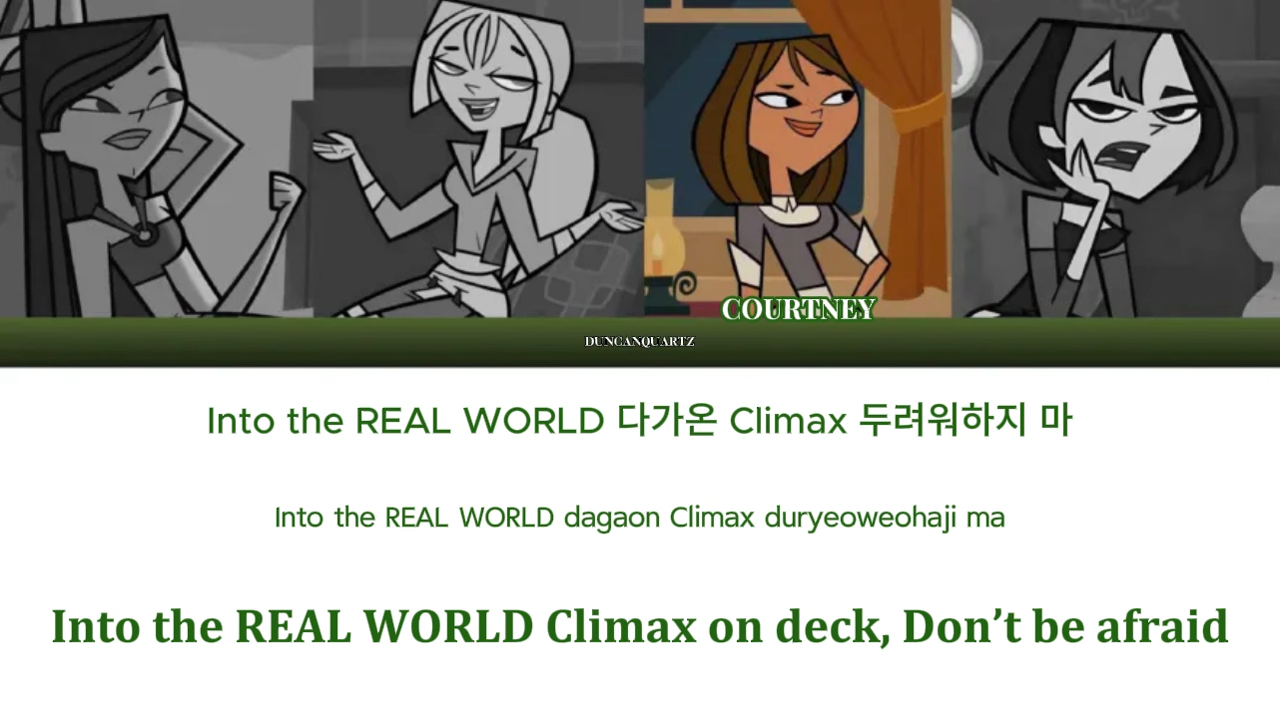 COURTNEY
DUNCANQUARTZ
Into the REAL WORLD 다가온 Climax 두려워하지 마
Into the REAL WORLD dagaon Climax duryeoweohaji ma
Into the REAL WORLD Climax on deck, Don’t be afraid